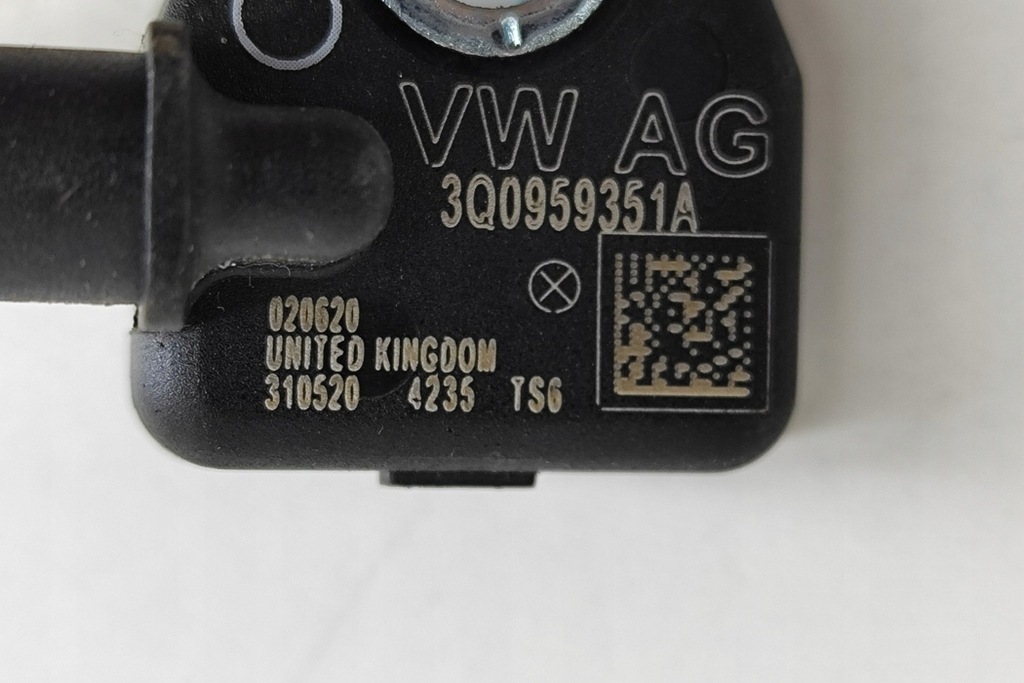 VW AG
3Q0959351A
020620
UNITED KINGDOM
310520 4235 TS6